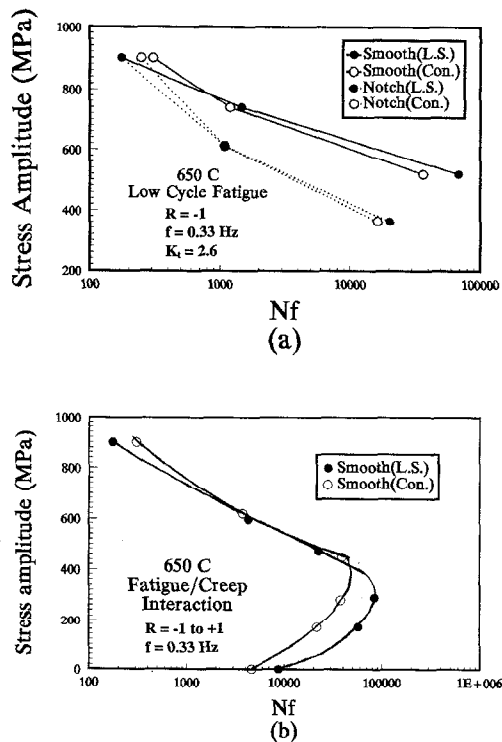 1000
800
600
400
200
Stress Amplitude (MPa)
Smooth(L.S.)
Smooth(Con.)
Notch(L.S.)
Notch(Con.)
650 C
Low Cycle Fatigue
R = -1
f = 0.33 Hz
Kt = 2.6
100
1000
10000
100000
Nf
(a)
1000
800
600
400
200
0
Stress amplitude (MPa)
Smooth(L.S.)
Smooth(Con.)
650 C
Fatigue/Creep
Interaction
R = -1 to +1
f = 0.33 Hz
100
1000
10000
100000
1E+006
Nf
(b)